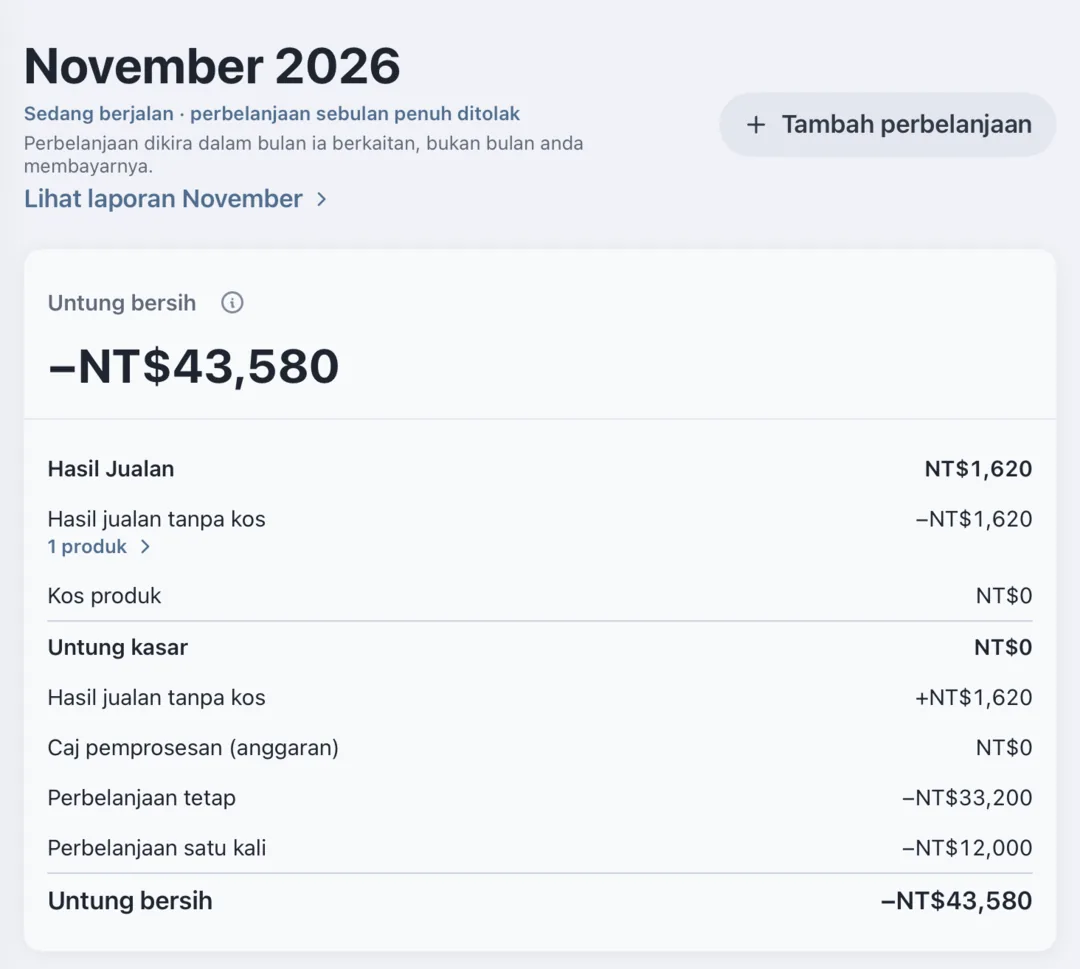 November 2026
Sedang berjalan · perbelanjaan sebulan penuh ditolak
Perbelanjaan dikira dalam bulan ia berkaitan, bukan bulan anda
membayarnya.
Lihat laporan November >
+ Tambah perbelanjaan
Untung bersih
–NT$43,580
Hasil Jualan NT$1,620
Hasil jualan tanpa kos –NT$1,620
1 produk >
Kos produk NT$0
Untung kasar NT$0
Hasil jualan tanpa kos +NT$1,620
Caj pemprosesan (anggaran) NT$0
Perbelanjaan tetap –NT$33,200
Perbelanjaan satu kali –NT$12,000
Untung bersih –NT$43,580